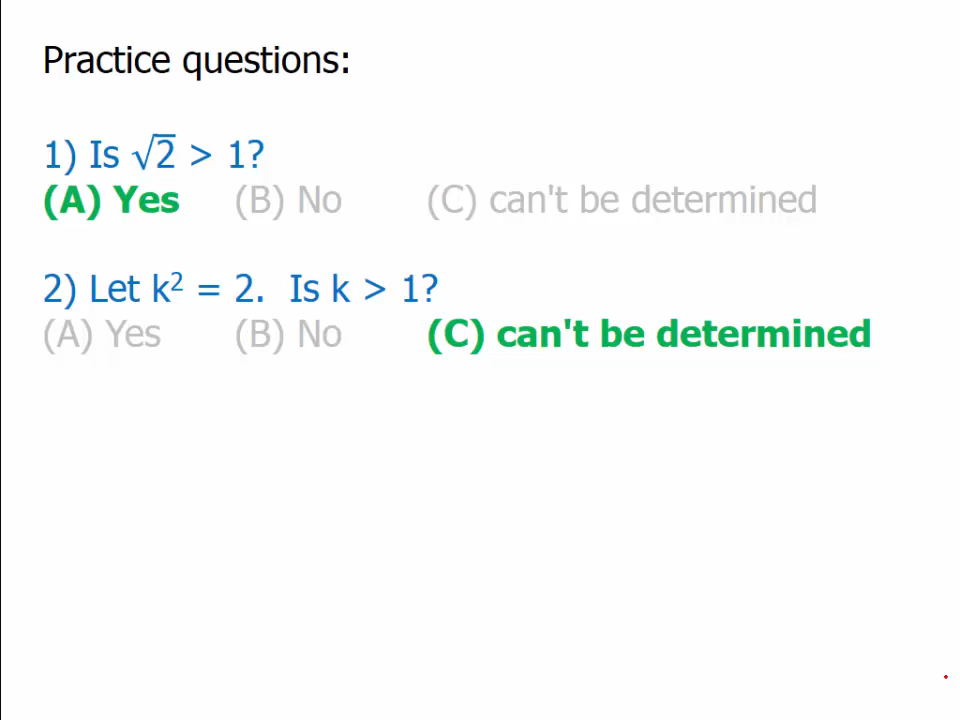 Practice questions:
1) Is √2 > 1?
(A) Yes (B) No (C) can't be determined
2) Let k² = 2. Is k > 1?
(A) Yes (B) No (C) can't be determined